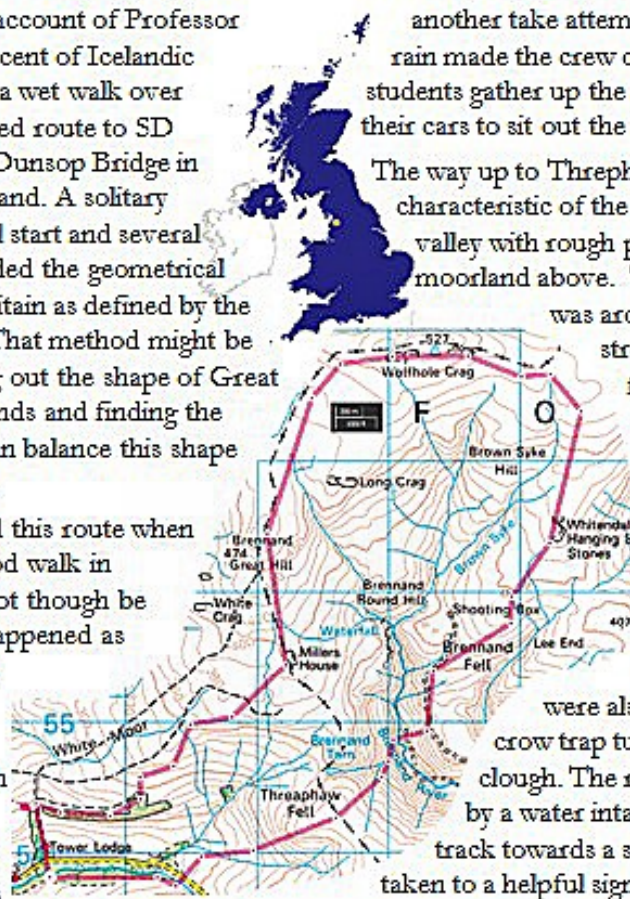 account of Professor
cent of Icelandic
a wet walk over
ed route to SD
Dunsop Bridge in
and. A solitary
l start and several
ded the geometrical
itain as defined by the
That method might be
g out the shape of Great
nds and finding the
n balance this shape
l this route when
od walk in
ot though be
appened as
another take attem
rain made the crew
students gather up the
their cars to sit out the
The way up to Threph
characteristic of the
valley with rough p
moorland above.
was aro
str
527
Wolfhole Crag
F O
Brown Syke
Hill
Long Crag
Whitendal
Hanging
Stones
Brennand
474
Great Hill
Brown Syke
Brennand
Round Hill
White
Crag
Shooting Box
407
Waterfall
Lee End
Millers
House
Brennand
Fell
55
White Moor
Brennand
Tarn
Brennand River
Threaphaw
Fell
Tower Lodge
5
were als
crow trap tu
clough. The r
by a water inta
track towards a s
taken to a helpful sign